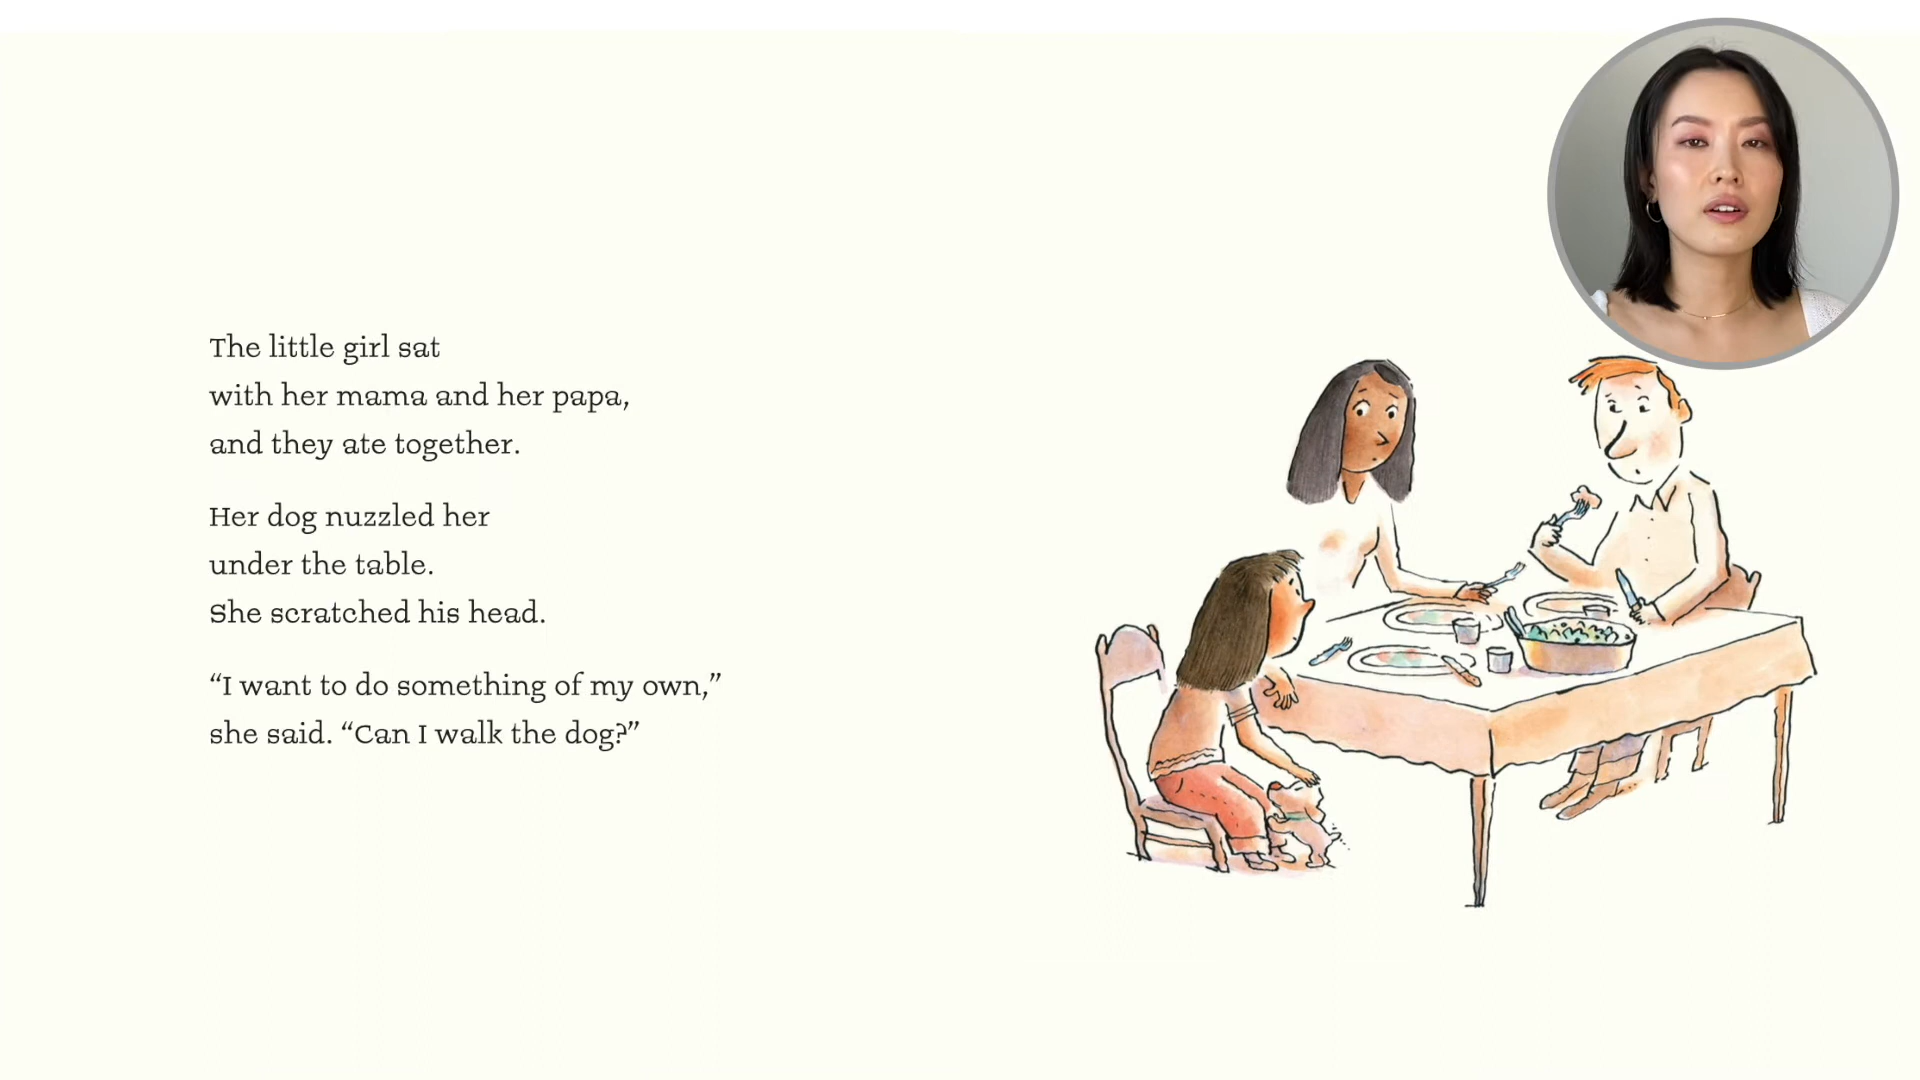 The little girl sat
with her mama and her papa,
and they ate together.
Her dog nuzzled her
under the table.
She scratched his head.
“I want to do something of my own,”
she said. “Can I walk the dog?”